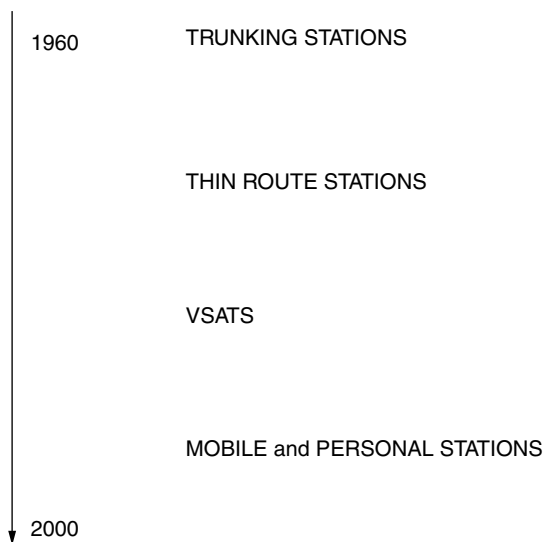 1960
TRUNKING STATIONS
THIN ROUTE STATIONS
VSATS
MOBILE and PERSONAL STATIONS
2000